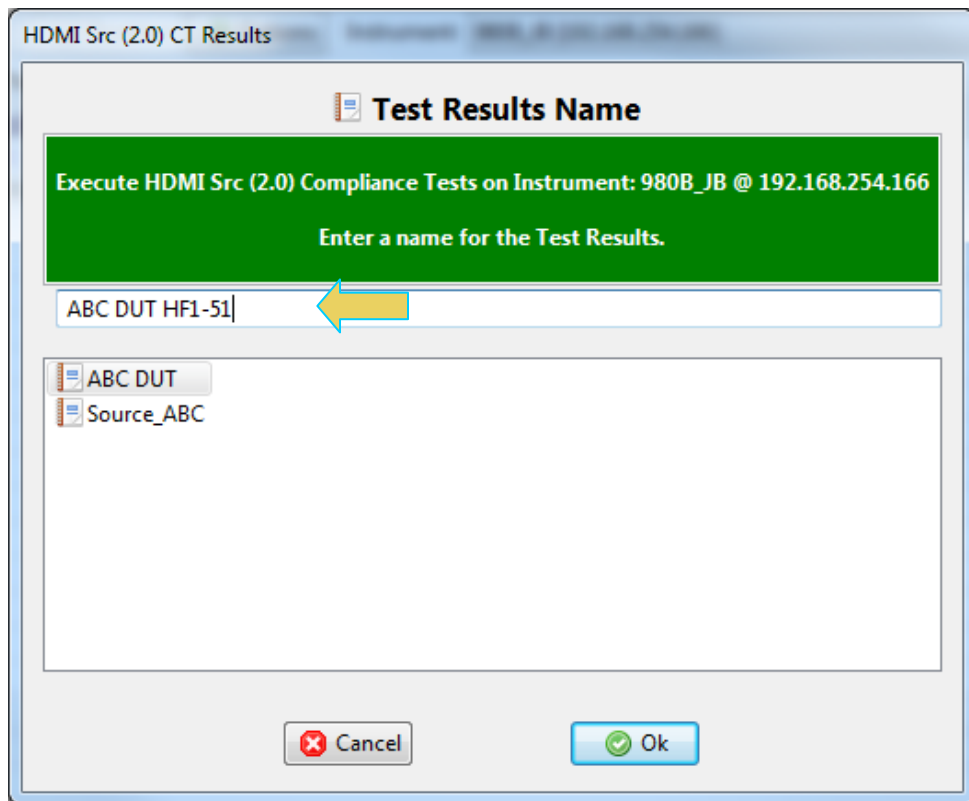 HDMI Src (2.0) CT Results
Test Results Name
Execute HDMI Src (2.0) Compliance Tests on Instrument: 980B_JB @ 192.168.254.166
Enter a name for the Test Results.
ABC DUT HF1-51
ABC DUT
Source_ABC
Cancel
Ok